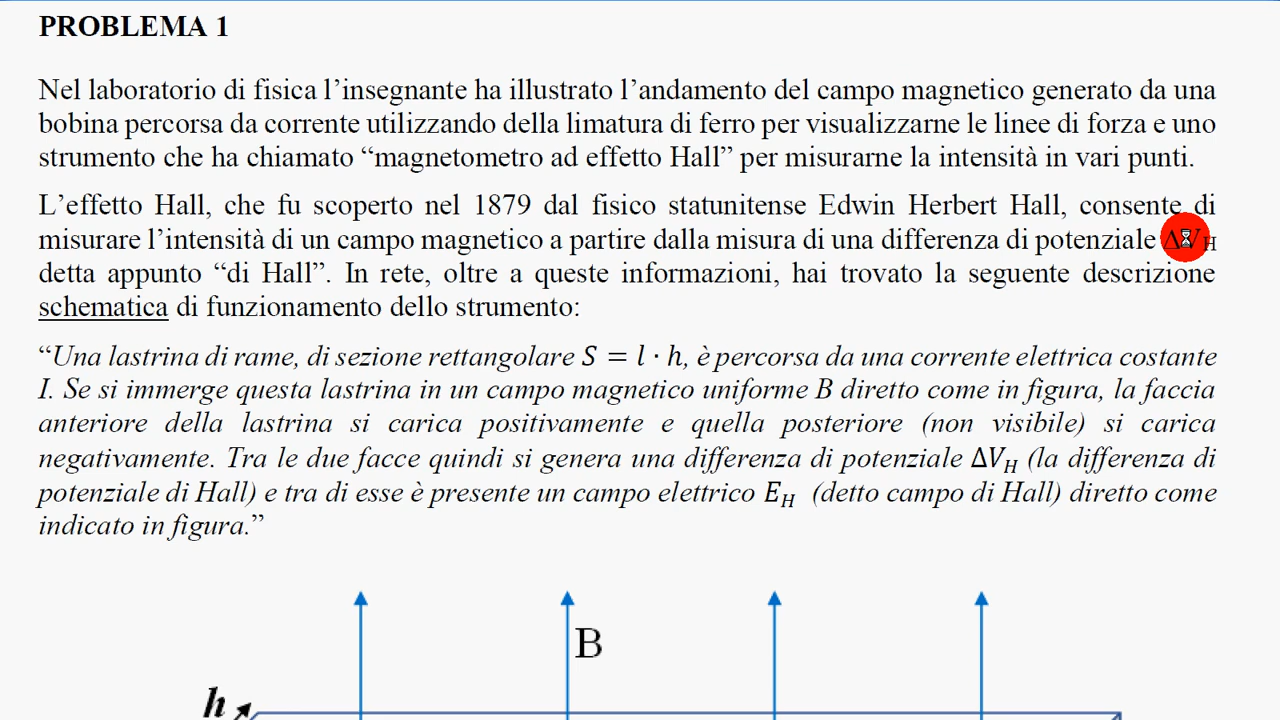 PROBLEMA 1
Nel laboratorio di fisica l’insegnante ha illustrato l’andamento del campo magnetico generato da una
bobina percorsa da corrente utilizzando della limatura di ferro per visualizzarne le linee di forza e uno
strumento che ha chiamato “magnetometro ad effetto Hall” per misurarne la intensità in vari punti.
L’effetto Hall, che fu scoperto nel 1879 dal fisico statunitense Edwin Herbert Hall, consente di
misurare l’intensità di un campo magnetico a partire dalla misura di una differenza di potenziale ΔV_H
detta appunto “di Hall”. In rete, oltre a queste informazioni, hai trovato la seguente descrizione
schematica di funzionamento dello strumento:
“Una lastrina di rame, di sezione rettangolare S = l · h, è percorsa da una corrente elettrica costante
I. Se si immerge questa lastrina in un campo magnetico uniforme B diretto come in figura, la faccia
anteriore della lastrina si carica positivamente e quella posteriore (non visibile) si carica
negativamente. Tra le due facce quindi si genera una differenza di potenziale ΔV_H (la differenza di
potenziale di Hall) e tra di esse è presente un campo elettrico E_H (detto campo di Hall) diretto come
indicato in figura.”
B
h